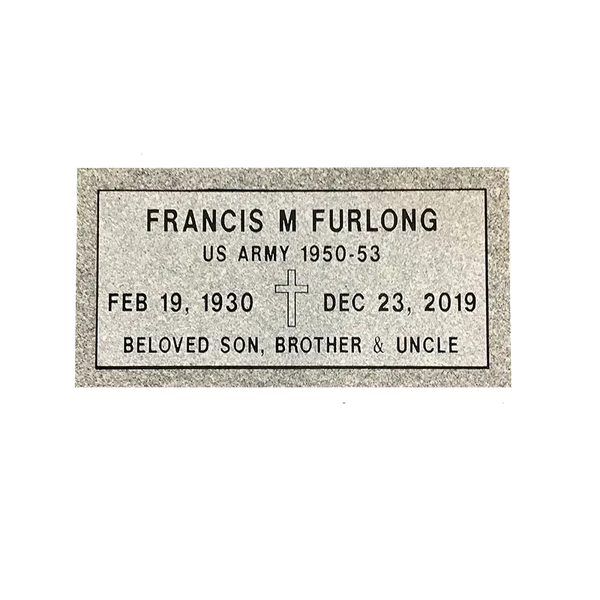 FRANCIS M FURLONG
US ARMY 1950-53
FEB 19, 1930 DEC 23, 2019
BELOVED SON, BROTHER & UNCLE